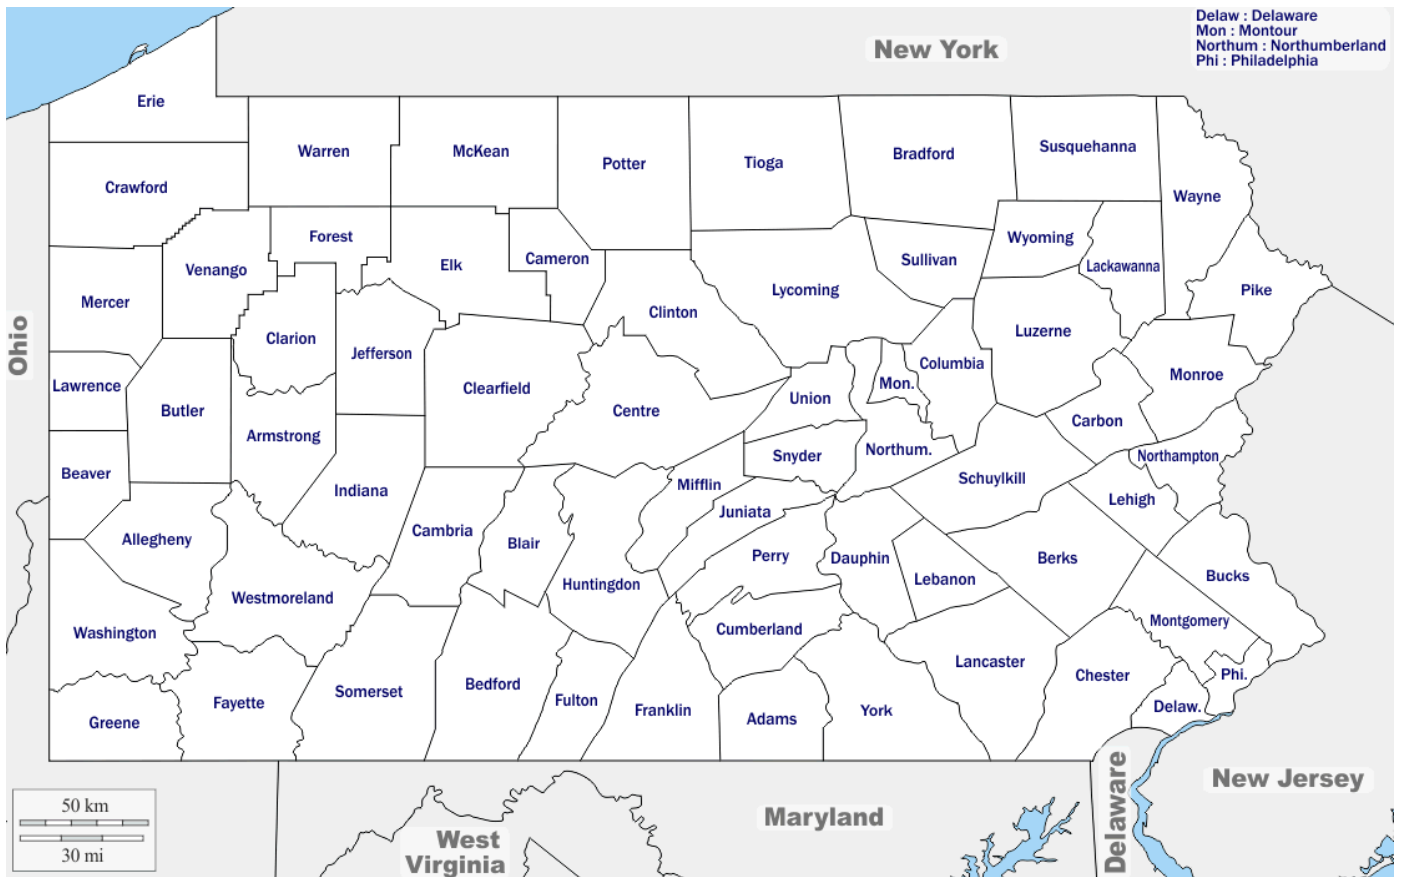 Delaw : Delaware
Mon : Montour
Northum : Northumberland
Phi : Philadelphia
New York
Erie
Warren
McKean
Potter
Tioga
Bradford
Susquehanna
Crawford
Wayne
Forest
Venango
Elk
Cameron
Sullivan
Wyoming
Lackawanna
Mercer
Lycoming
Pike
Clinton
Ohio
Clarion
Jefferson
Luzerne
Columbia
Lawrence
Clearfield
Mon.
Monroe
Butler
Centre
Union
Carbon
Armstrong
Northum.
Snyder
Northampton
Beaver
Indiana
Mifflin
Schuylkill
Lehigh
Juniata
Allegheny
Cambria
Blair
Perry
Dauphin
Berks
Huntingdon
Lebanon
Bucks
Westmoreland
Washington
Cumberland
Montgomery
Lancaster
Chester
Phi.
Somerset
Bedford
Fulton
Franklin
Adams
York
Delaw.
Greene
Fayette
New Jersey
Delaware
Maryland
West
Virginia
50 km
30 mi